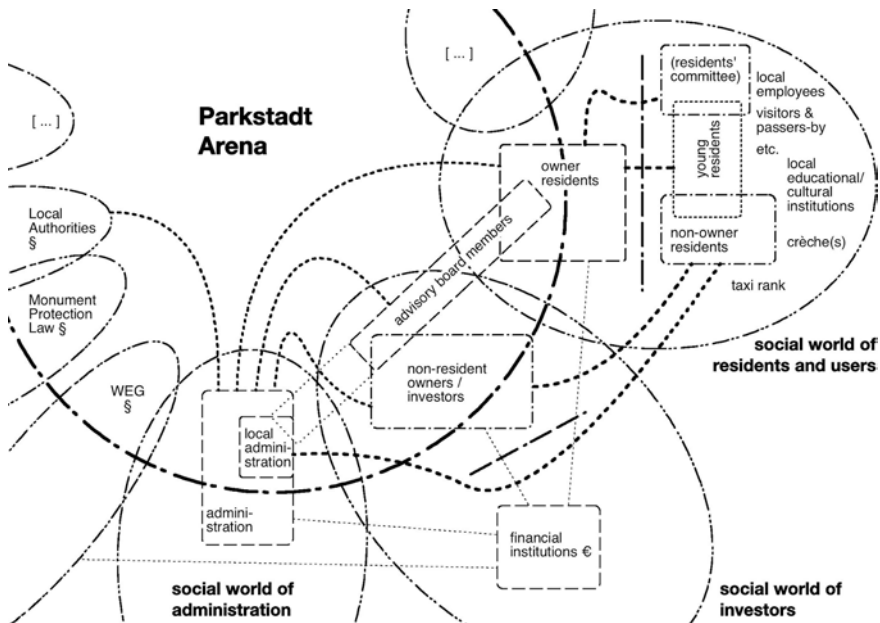 [ ... ]
[ ... ]
Parkstadt
Arena
(residents'
committee)
local
employees
visitors &
passers-by
etc.
young
residents
local
educational/
cultural
institutions
owner
residents
non-owner
residents
crèche(s)
taxi rank
social world of
residents and users
Local
Authorities
§
Monument
Protection
Law §
WEG
§
advisory board members
non-resident
owners /
investors
local
admini-
stration
admini-
stration
financial
institutions €
social world of
administration
social world of
investors